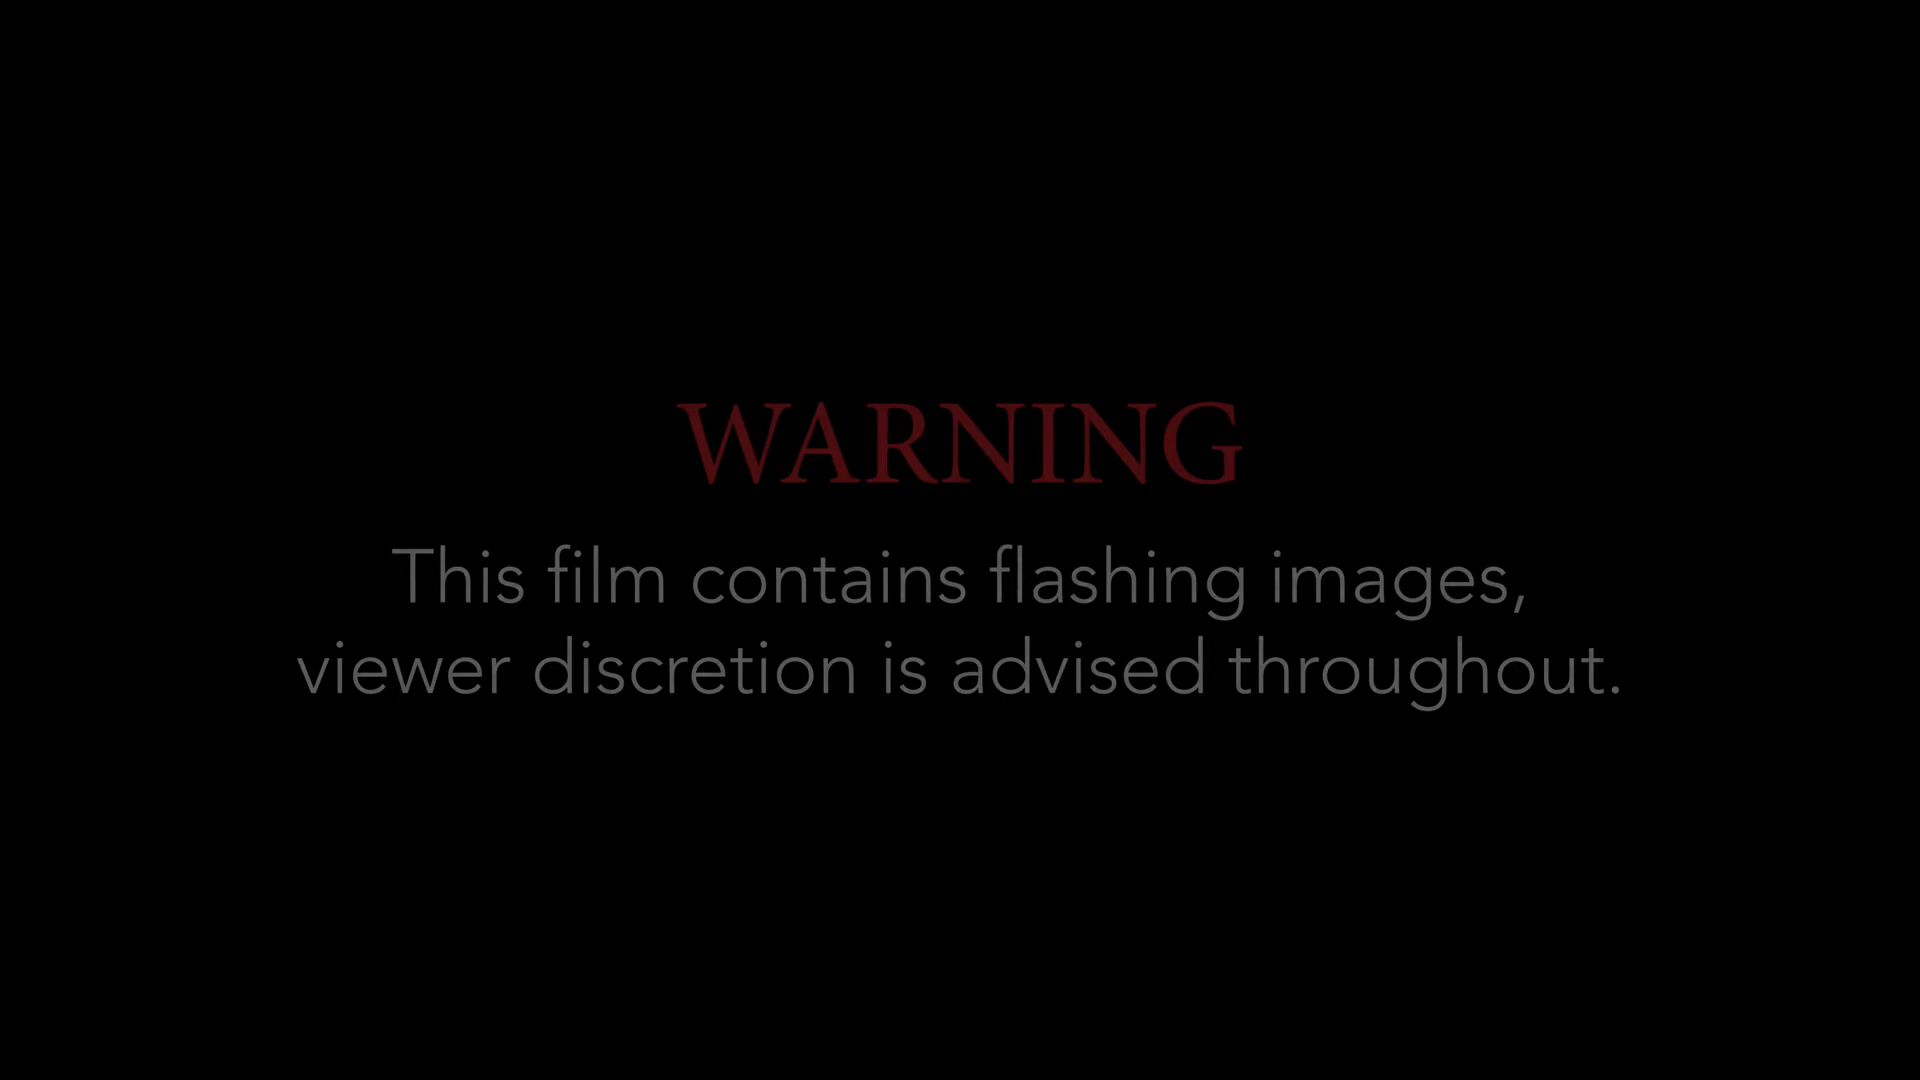 WARNING
This film contains flashing images,
viewer discretion is advised throughout.